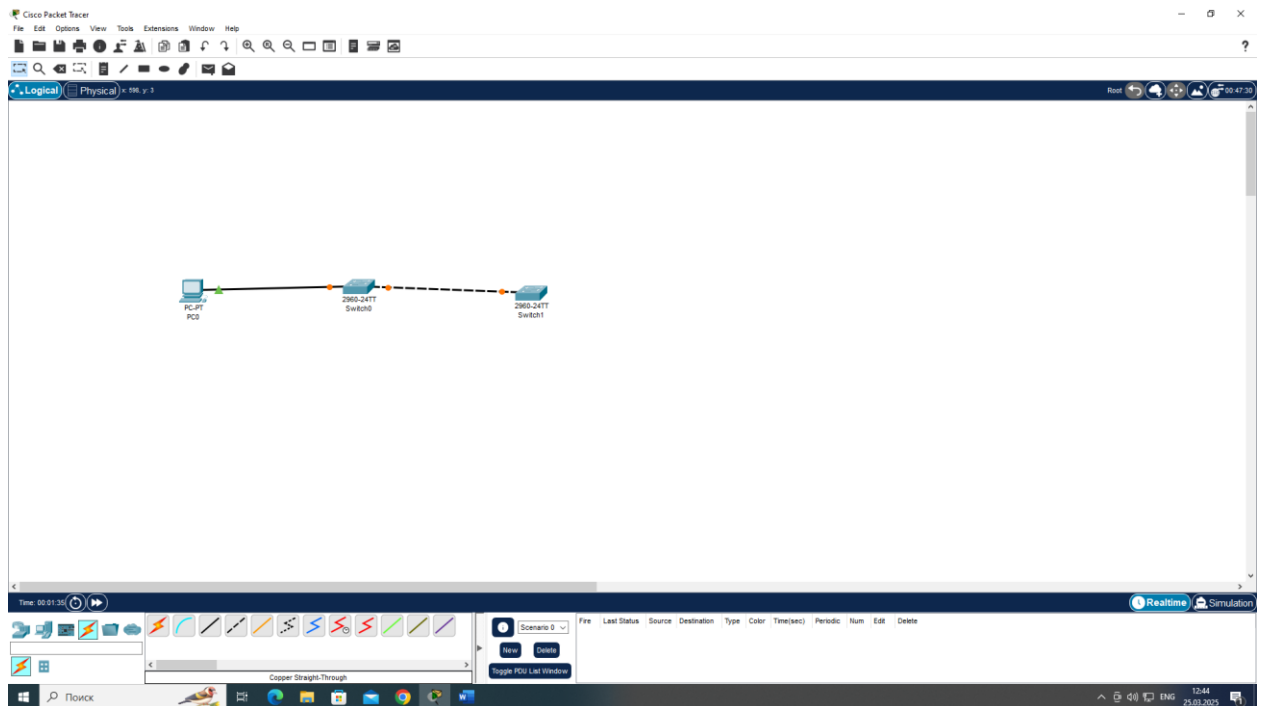 Cisco Packet Tracer
File Edit Options View Tools Extensions Window Help
?
Logical Physical x: 596, y: 3 Root 00:47:30
PC-PT
PC0
2960-24TT
Switch0
2960-24TT
Switch1
Time: 00:01:35 Realtime Simulation
Scenario 0
New Delete
Toggle PDU List Window
Fire Last Status Source Destination Type Color Time(sec) Periodic Num Edit Delete
Copper Straight-Through
Поиск ENG 12:44
25.03.2025